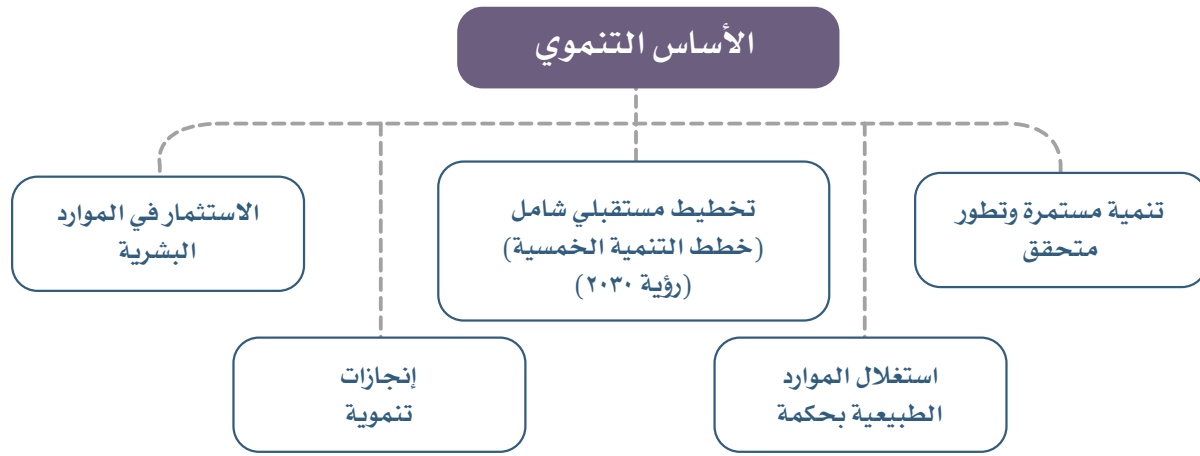 الأساس التنموي
تنمية مستمرة وتطور
متحقق
تخطيط مستقبلي شامل
(خطط التنمية الخمسية)
(رؤية ٢٠٣٠)
الاستثمار في الموارد
البشرية
استغلال الموارد
الطبيعية بحكمة
إنجازات
تنموية